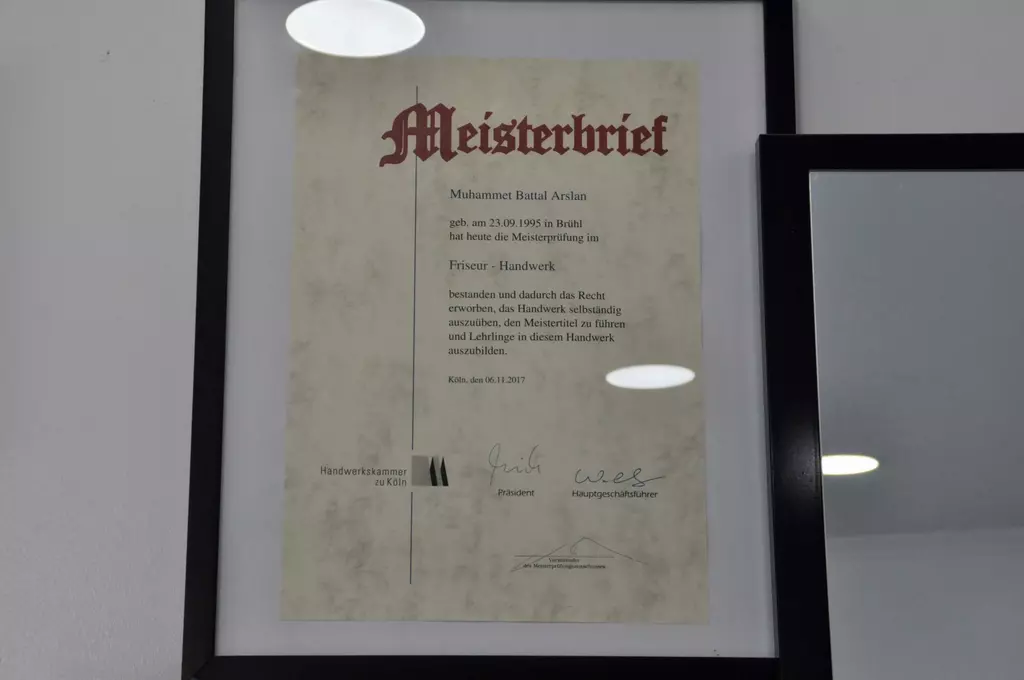 Meisterbrief
Muhammet Battal Arslan
geb. am 23.09.1995 in Brühl
hat heute die Meisterprüfung im
Friseur - Handwerk
bestanden und dadurch das Recht
erworben, das Handwerk selbständig
auszuüben, den Meistertitel zu führen
und Lehrlinge in diesem Handwerk
auszubilden.
Köln, den 06.11.2017
Handwerkskammer
zu Köln
Präsident
Hauptgeschäftsführer
des Meisterprüfungsausschusses